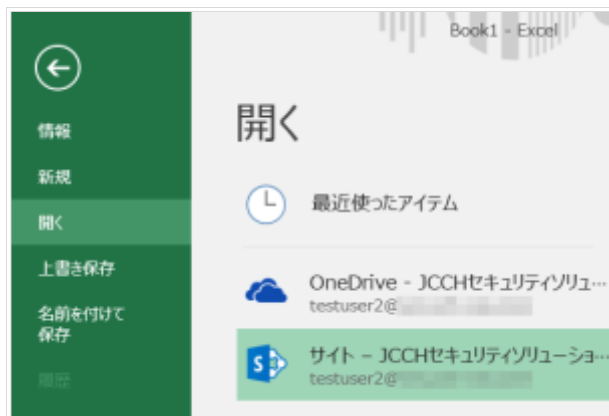 Book1 - Excel
情報
新規
開く
上書き保存
名前を付けて
保存
履歴
開く
最近使ったアイテム
OneDrive - JCCHセキュリティソリュ…
testuser2@
サイト – JCCHセキュリティソリューショ…
testuser2@